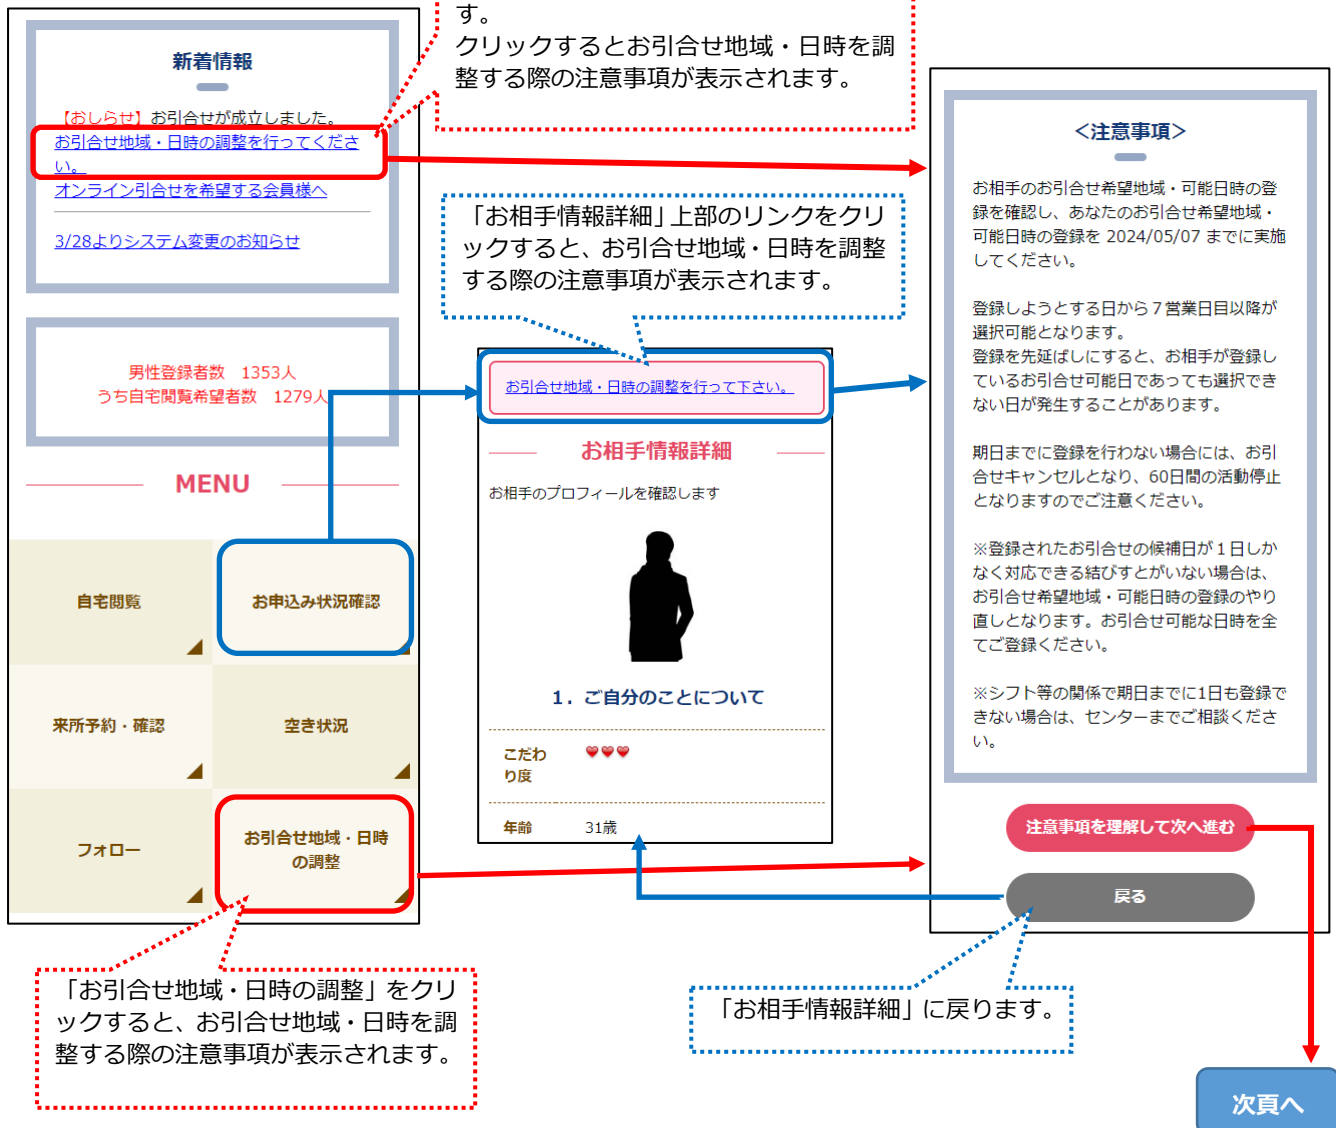 す。
クリックするとお引合せ地域・日時を調
整する際の注意事項が表示されます。
新着情報
【おしらせ】お引合せが成立しました。
お引合せ地域・日時の調整を行ってくださ
い。
オンライン引合せを希望する会員様へ
3/28よりシステム変更のお知らせ
男性登録者数 1353人
うち自宅閲覧希望者数 1279人
MENU
自宅閲覧
お申込み状況確認
来所予約・確認
空き状況
フォロー
お引合せ地域・日時
の調整
「お引合せ地域・日時の調整」をクリ
ックすると、お引合せ地域・日時を調
整する際の注意事項が表示されます。
「お相手情報詳細」上部のリンクをクリ
ックすると、お引合せ地域・日時を調整
する際の注意事項が表示されます。
お引合せ地域・日時の調整を行って下さい。
お相手情報詳細
お相手のプロフィールを確認します
1. ご自分のことについて
こだわ
り度
年齢 31歳
<注意事項>
お相手のお引合せ希望地域・可能日時の登
録を確認し、あなたのお引合せ希望地域・
可能日時の登録を 2024/05/07 までに実施
してください。
登録しようとする日から７営業日目以降が
選択可能となります。
登録を先延ばしにすると、お相手が登録し
ているお引合せ可能日であっても選択でき
ない日が発生することがあります。
期日までに登録を行わない場合には、お引
合せキャンセルとなり、60日間の活動停止
となりますのでご注意ください。
※登録されたお引合せの候補日が１日しか
なく対応できる結びすとがいない場合は、
お引合せ希望地域・可能日時の登録のやり
直しとなります。お引合せ可能な日時を全
てご登録ください。
※シフト等の関係で期日までに1日も登録で
きない場合は、センターまでご相談くださ
い。
注意事項を理解して次へ進む
戻る
「お相手情報詳細」に戻ります。
次頁へ